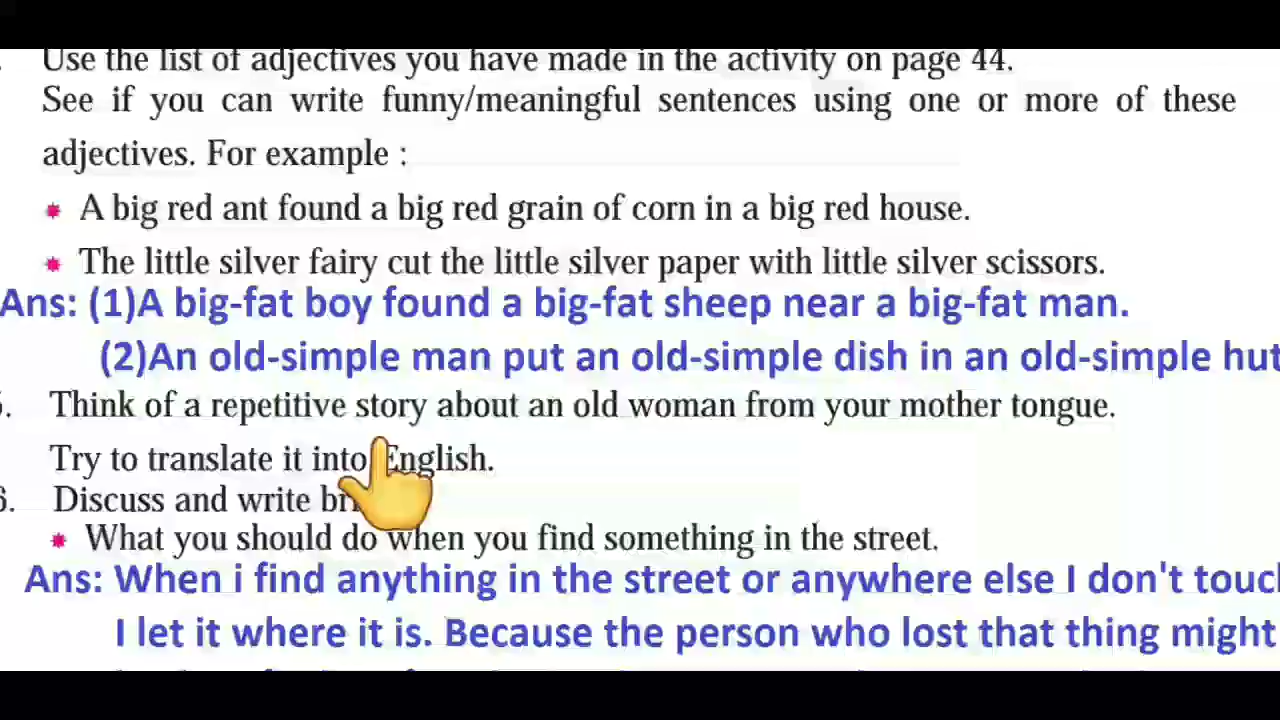 Use the list of adjectives you have made in the activity on page 44.
See if you can write funny/meaningful sentences using one or more of these
adjectives. For example :
* A big red ant found a big red grain of corn in a big red house.
* The little silver fairy cut the little silver paper with little silver scissors.
Ans: (1)A big-fat boy found a big-fat sheep near a big-fat man.
(2)An old-simple man put an old-simple dish in an old-simple hut
5. Think of a repetitive story about an old woman from your mother tongue.
Try to translate it into English.
6. Discuss and write
* What you should do when you find something in the street.
Ans: When i find anything in the street or anywhere else I don't touch
I let it where it is. Because the person who lost that thing might